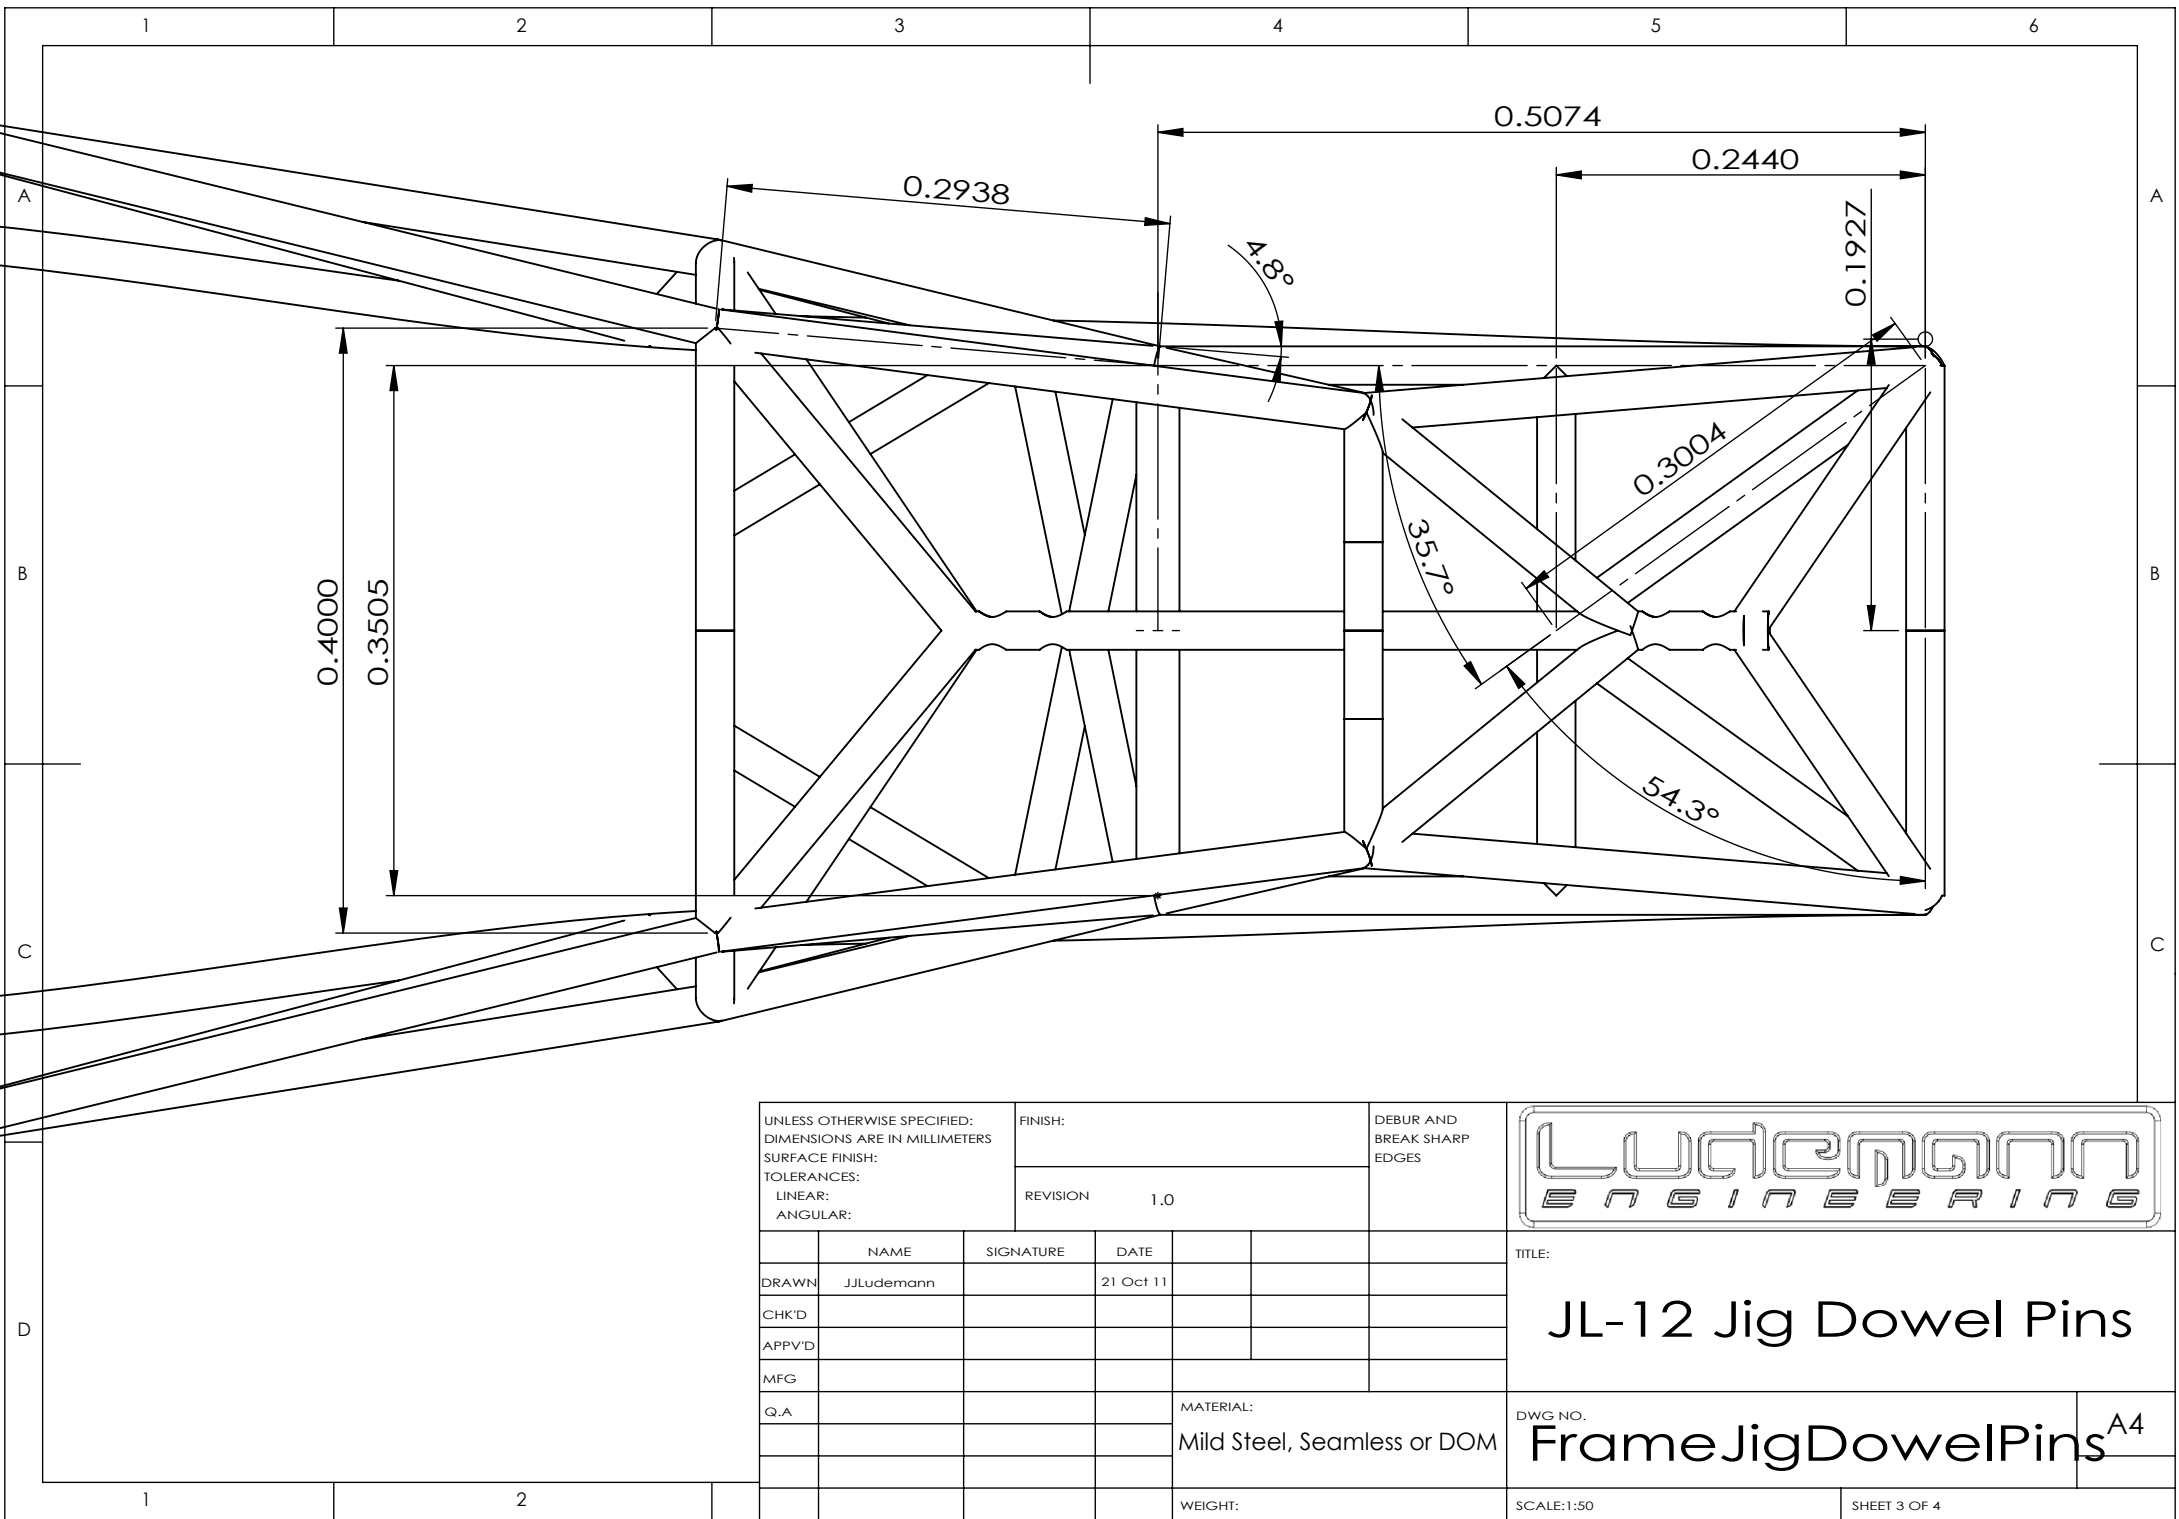 1 2 3 4 5 6
0.5074
0.2440
0.2938
0.1927
4.8°
A A
0.3004
35.7°
B B
0.4000
0.3505
54.3°
C C
UNLESS OTHERWISE SPECIFIED:
DIMENSIONS ARE IN MILLIMETERS
SURFACE FINISH:
TOLERANCES:
LINEAR:
ANGULAR:
FINISH:
REVISION 1.0
DEBUR AND
BREAK SHARP
EDGES
LUDEMANN
ENGINEERING
NAME SIGNATURE DATE
DRAWN JJLudemann 21 Oct 11
CHK'D
APPV'D
MFG
Q.A
TITLE:
JL-12 Jig Dowel Pins
MATERIAL:
Mild Steel, Seamless or DOM
DWG NO.
FrameJigDowelPins
A4
WEIGHT:
SCALE:1:50
SHEET 3 OF 4
D
1 2